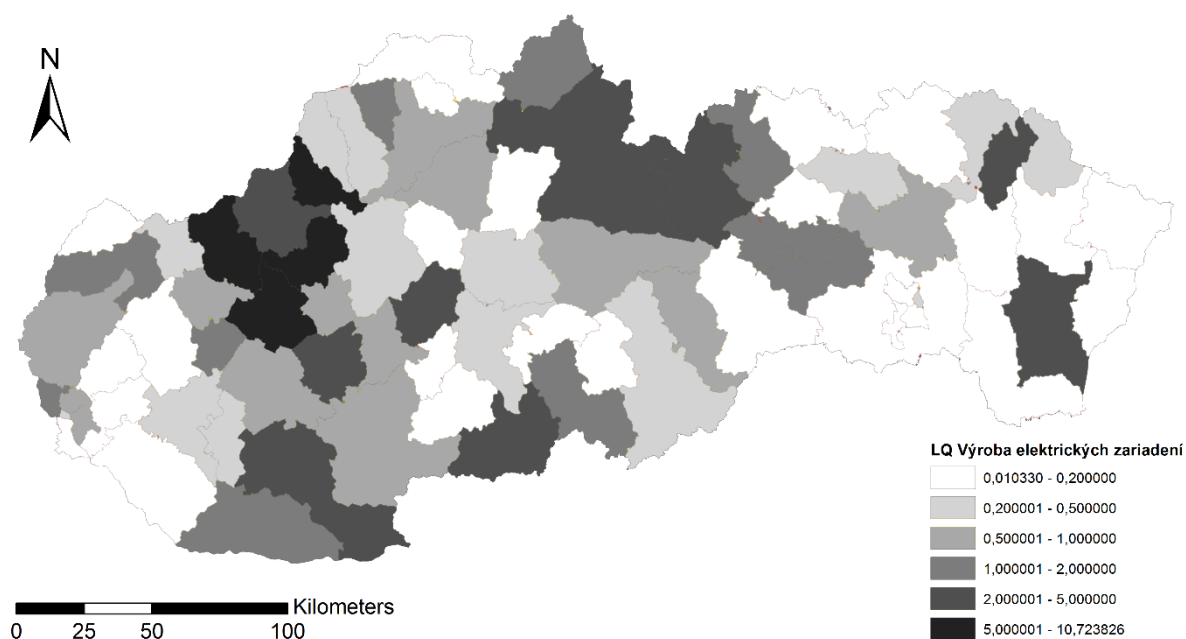 N
LQ Výroba elektrických zariadení
0,010330 - 0,200000
0,200001 - 0,500000
0,500001 - 1,000000
1,000001 - 2,000000
2,000001 - 5,000000
5,000001 - 10,723826
Kilometers
0 25 50 100